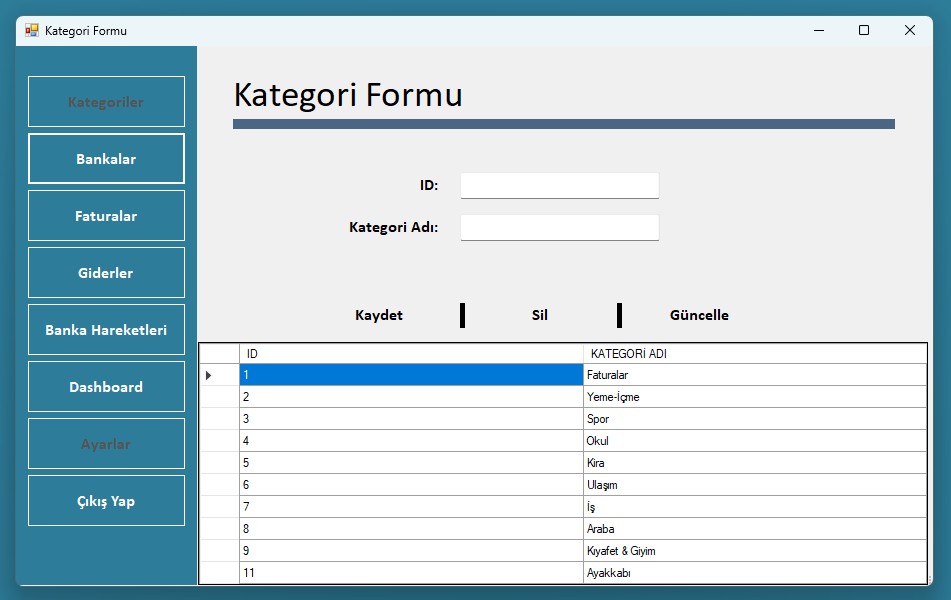 Kategori Formu
Kategoriler
Bankalar
Faturalar
Giderler
Banka Hareketleri
Dashboard
Ayarlar
Çıkış Yap
Kategori Formu
ID:
Kategori Adı:
Kaydet Sil Güncelle
ID KATEGORİ ADI
1 Faturalar
2 Yeme-İçme
3 Spor
4 Okul
5 Kira
6 Ulaşım
7 İş
8 Araba
9 Kıyafet & Giyim
11 Ayakkabı